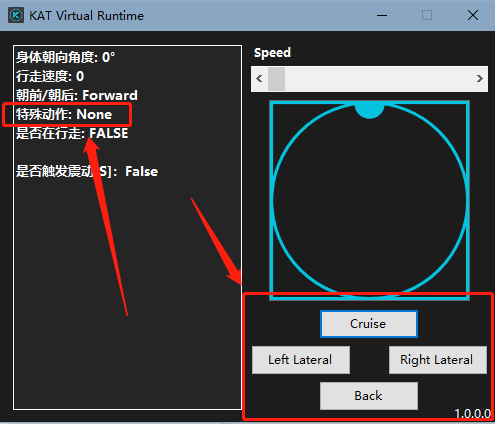 KAT Virtual Runtime
身体朝向角度: 0°
行走速度: 0
朝前/朝后: Forward
特殊动作: None
是否在行走: FALSE
是否触发震动[S]: False
Speed
Cruise
Left Lateral
Right Lateral
Back
1.0.0.0